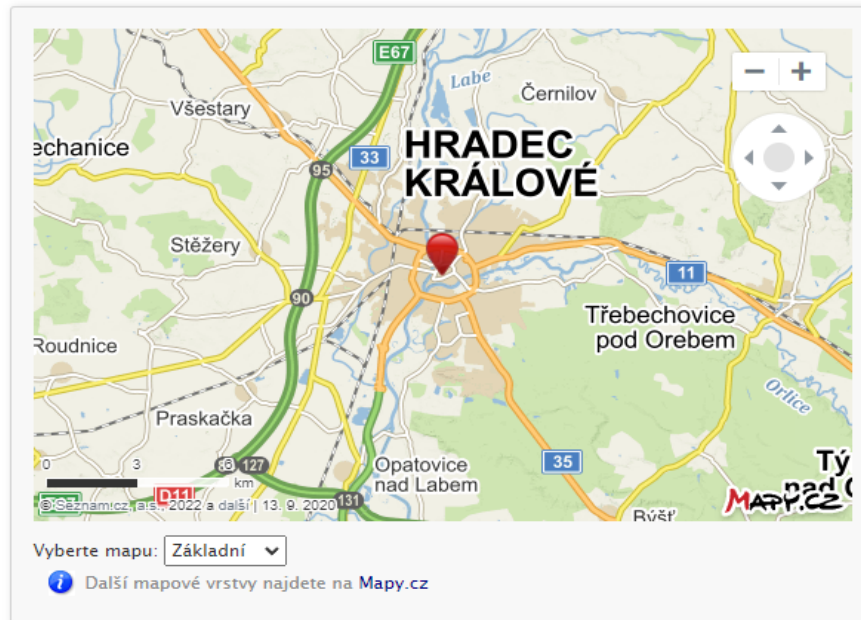 E67
Labe
Všestary
Černilov
echanice
33
HRADEC
KRÁLOVÉ
95
Stěžery
11
90
Třebechovice
pod Orebem
Roudnice
Orlice
Praskačka
35
Opatovice
nad Labem
127
Tý
nad O
0 3 6
km
D11
131
Mapy.cz
© Seznam.cz, a.s., 2022 a další | 13. 9. 2020
Býšť
Vyberte mapu: Základní
Další mapové vrstvy najdete na Mapy.cz